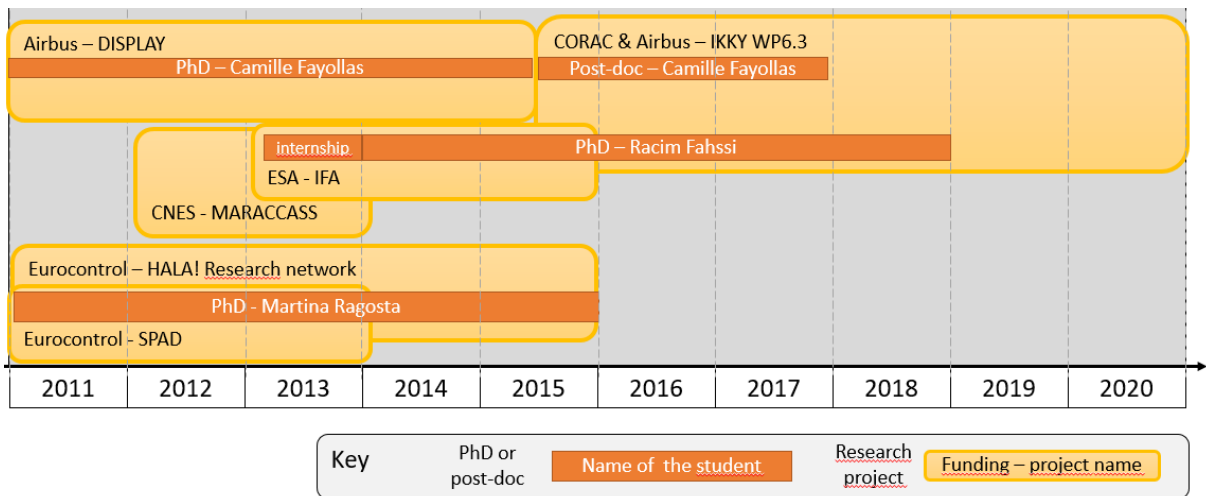 Airbus – DISPLAY
PhD – Camille Fayollas
CORAC & Airbus – IKKY WP6.3
Post-doc – Camille Fayollas
internship
PhD – Racim Fahssi
ESA - IFA
CNES - MARACCASS
Eurocontrol – HALA! Research network
PhD - Martina Ragosta
Eurocontrol - SPAD
2011 2012 2013 2014 2015 2016 2017 2018 2019 2020
Key
PhD or
post-doc
Name of the student
Research
project
Funding – project name